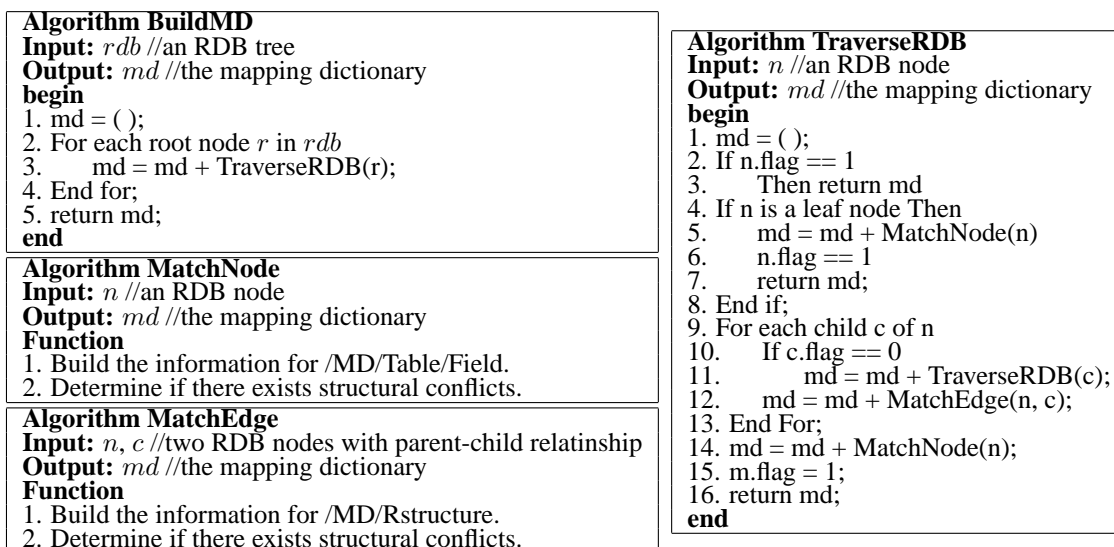 Algorithm BuildMD
Input: rdb //an RDB tree
Output: md //the mapping dictionary
begin
1. md = ( );
2. For each root node r in rdb
3. md = md + TraverseRDB(r);
4. End for;
5. return md;
end
Algorithm MatchNode
Input: n //an RDB node
Output: md //the mapping dictionary
Function
1. Build the information for /MD/Table/Field.
2. Determine if there exists structural conflicts.
Algorithm MatchEdge
Input: n, c //two RDB nodes with parent-child relatinship
Output: md //the mapping dictionary
Function
1. Build the information for /MD/Rstructure.
2. Determine if there exists structural conflicts.
Algorithm TraverseRDB
Input: n //an RDB node
Output: md //the mapping dictionary
begin
1. md = ( );
2. If n.flag == 1
3. Then return md
4. If n is a leaf node Then
5. md = md + MatchNode(n)
6. n.flag == 1
7. return md;
8. End if;
9. For each child c of n
10. If c.flag == 0
11. md = md + TraverseRDB(c);
12. md = md + MatchEdge(n, c);
13. End For;
14. md = md + MatchNode(n);
15. m.flag = 1;
16. return md;
end